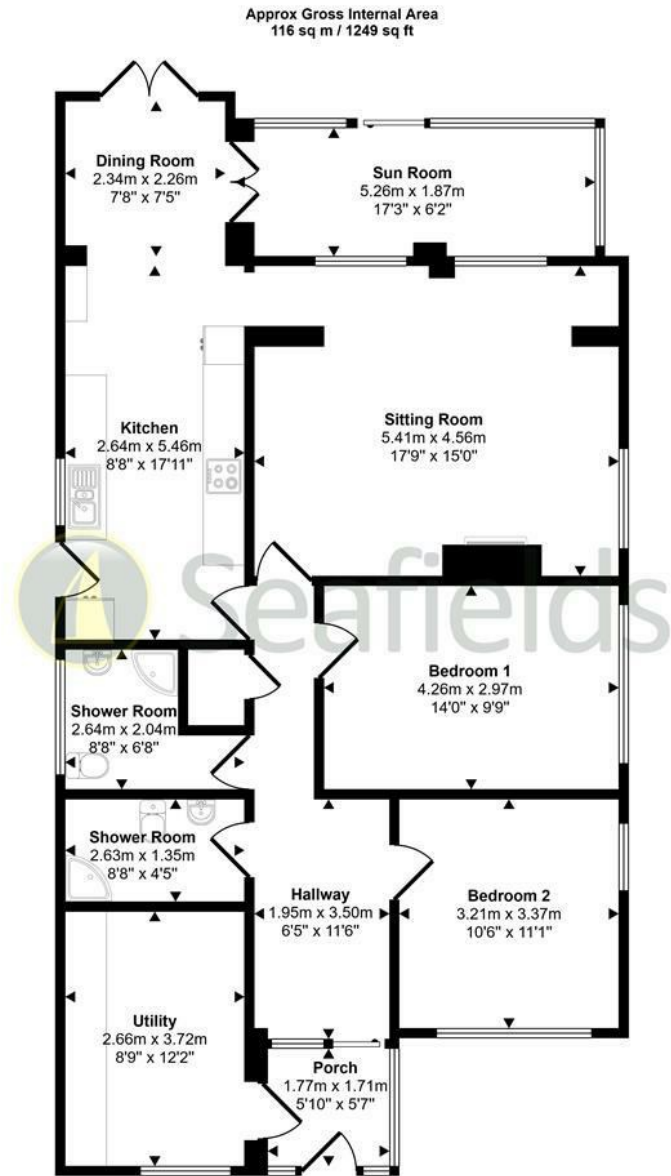 Approx Gross Internal Area
116 sq m / 1249 sq ft
Dining Room
2.34m x 2.26m
7'8" x 7'5"
Sun Room
5.26m x 1.87m
17'3" x 6'2"
Kitchen
2.64m x 5.46m
8'8" x 17'11"
Sitting Room
5.41m x 4.56m
17'9" x 15'0"
Seafields
Bedroom 1
4.26m x 2.97m
14'0" x 9'9"
Shower Room
2.64m x 2.04m
8'8" x 6'8"
Shower Room
2.63m x 1.35m
8'8" x 4'5"
Hallway
1.95m x 3.50m
6'5" x 11'6"
Bedroom 2
3.21m x 3.37m
10'6" x 11'1"
Utility
2.66m x 3.72m
8'9" x 12'2"
Porch
1.77m x 1.71m
5'10" x 5'7"